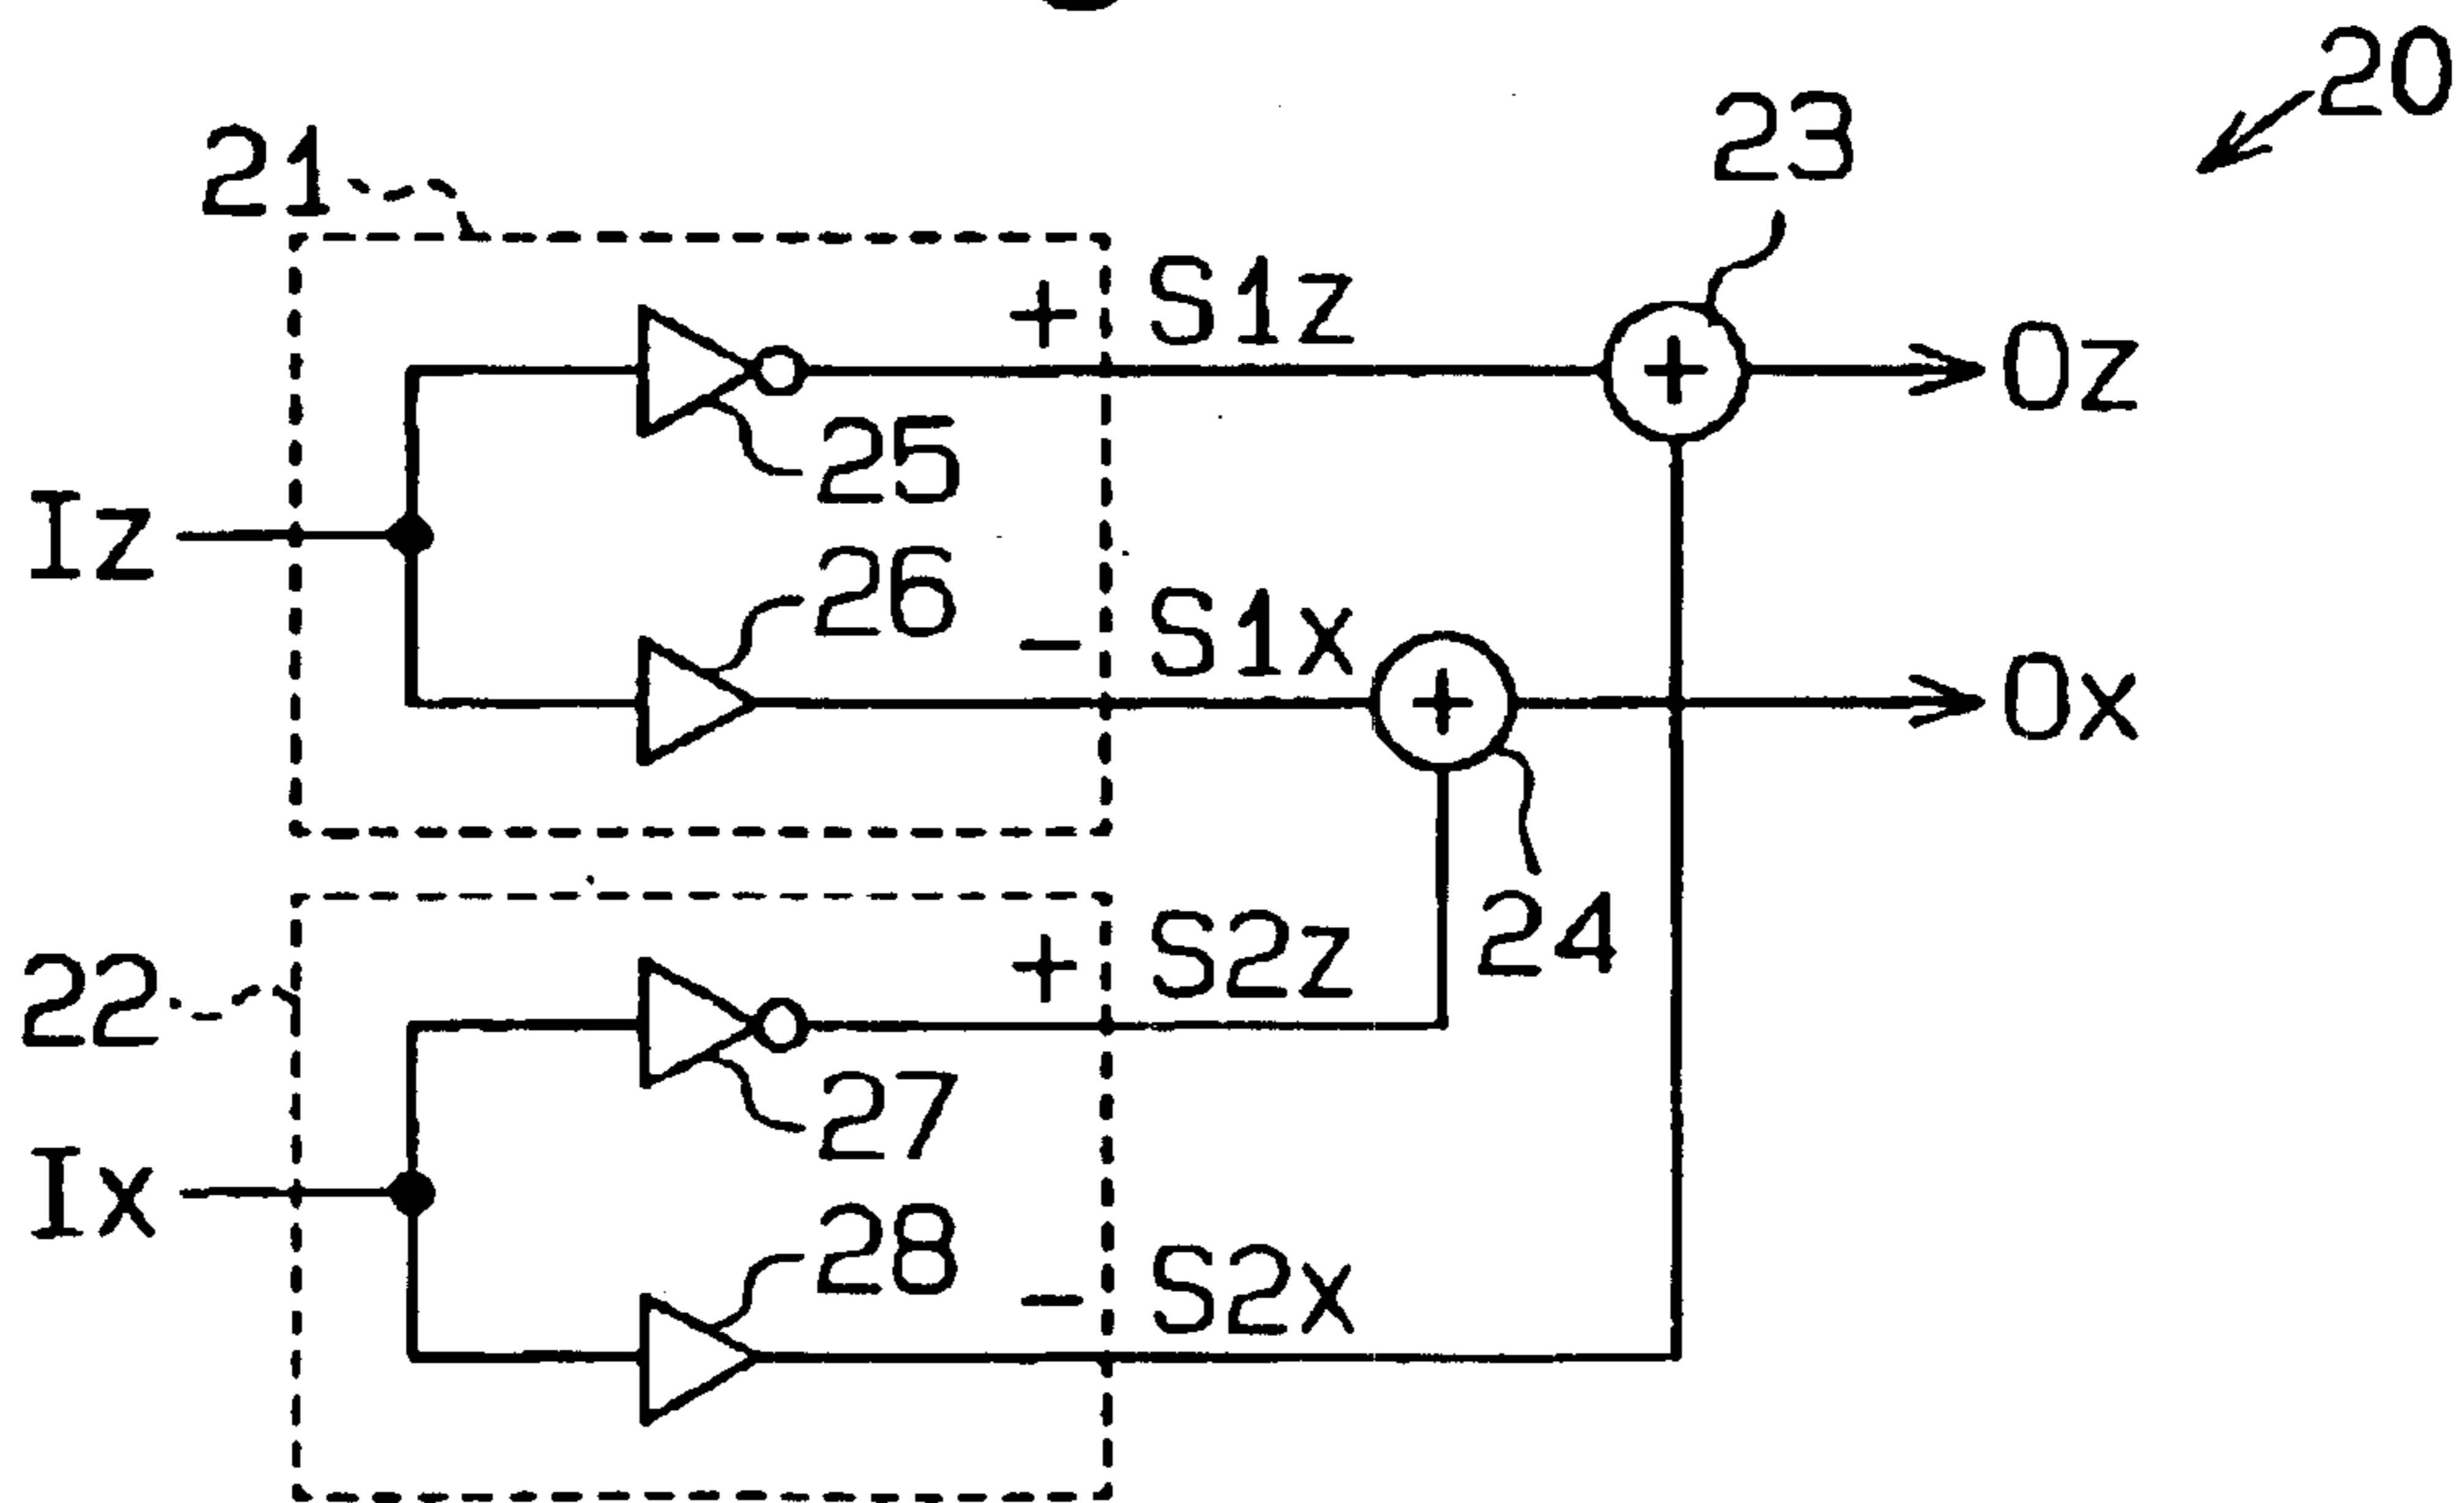 20
23
21
+ S1z
Oz
25
Iz
26
- S1x
Ox
24
+ S2z
22
27
Ix
28
- S2x